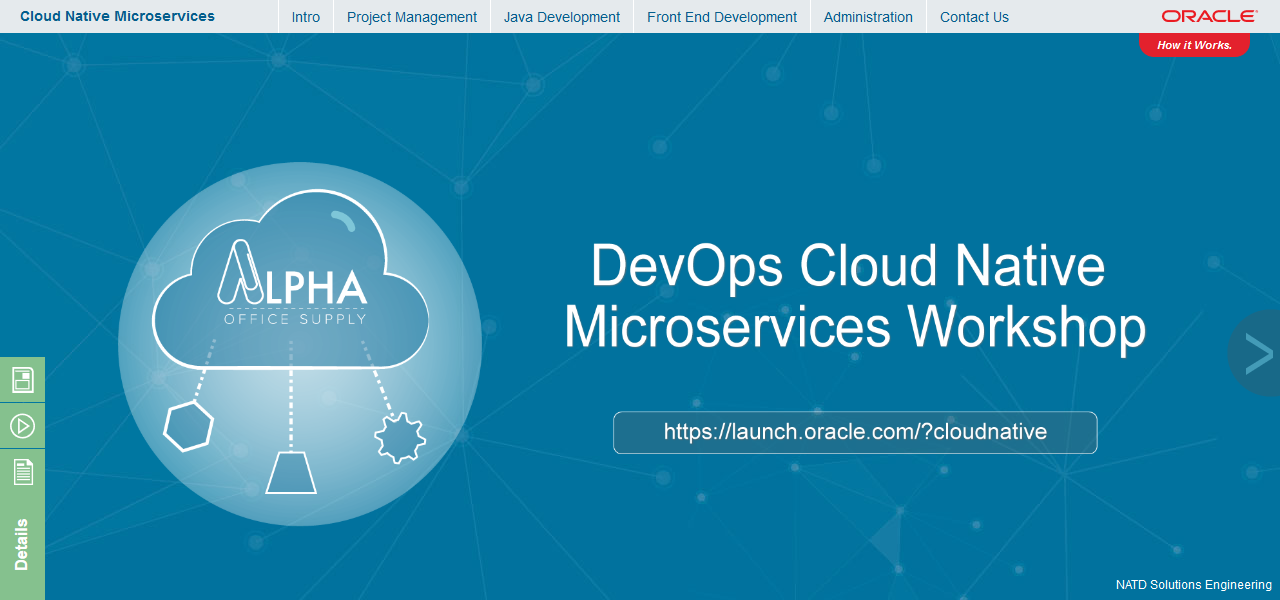 Cloud Native Microservices
Intro
Project Management
Java Development
Front End Development
Administration
Contact Us
ORACLE
How it Works.
ALPHA
OFFICE SUPPLY
DevOps Cloud Native
Microservices Workshop
https://launch.oracle.com/?cloudnative
Details
NATD Solutions Engineering